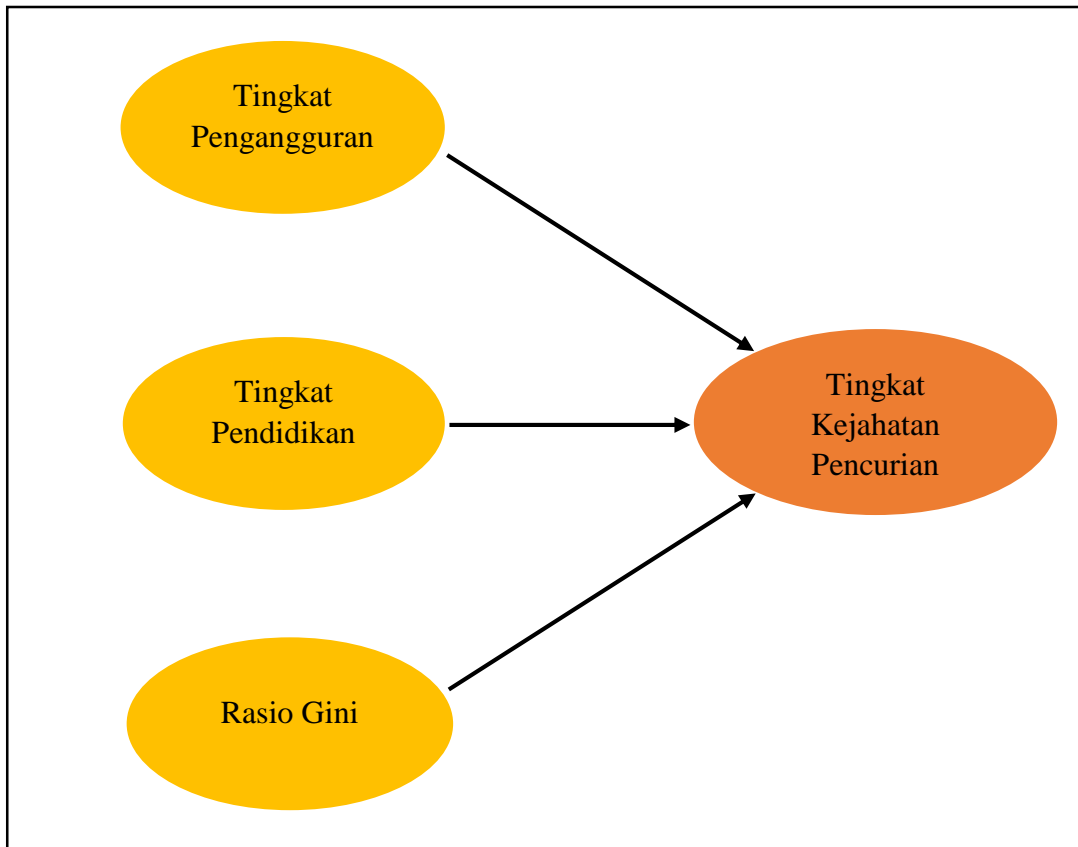 Tingkat
Pengangguran
Tingkat
Pendidikan
Tingkat
Kejahatan
Pencurian
Rasio Gini